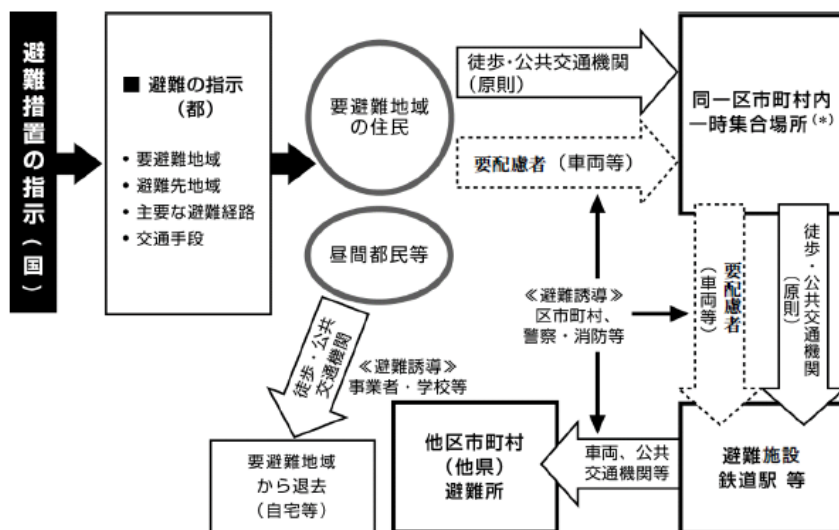 避難措置の指示（国）
■ 避難の指示
（都）
• 要避難地域
• 避難先地域
• 主要な避難経路
• 交通手段
要避難地域
の住民
昼間都民等
徒歩・公共交通機関
（原則）
要配慮者（車両等）
同一区市町村内
一時集合場所(*)
≪避難誘導≫
区市町村、
警察・消防等
要配慮者
（車両等）
徒歩・公共交通機関
（原則）
徒歩・公共
交通機関
≪避難誘導≫
事業者・学校等
要避難地域
から退去
（自宅等）
他区市町村
（他県）
避難所
車両、公共
交通機関等
避難施設
鉄道駅 等